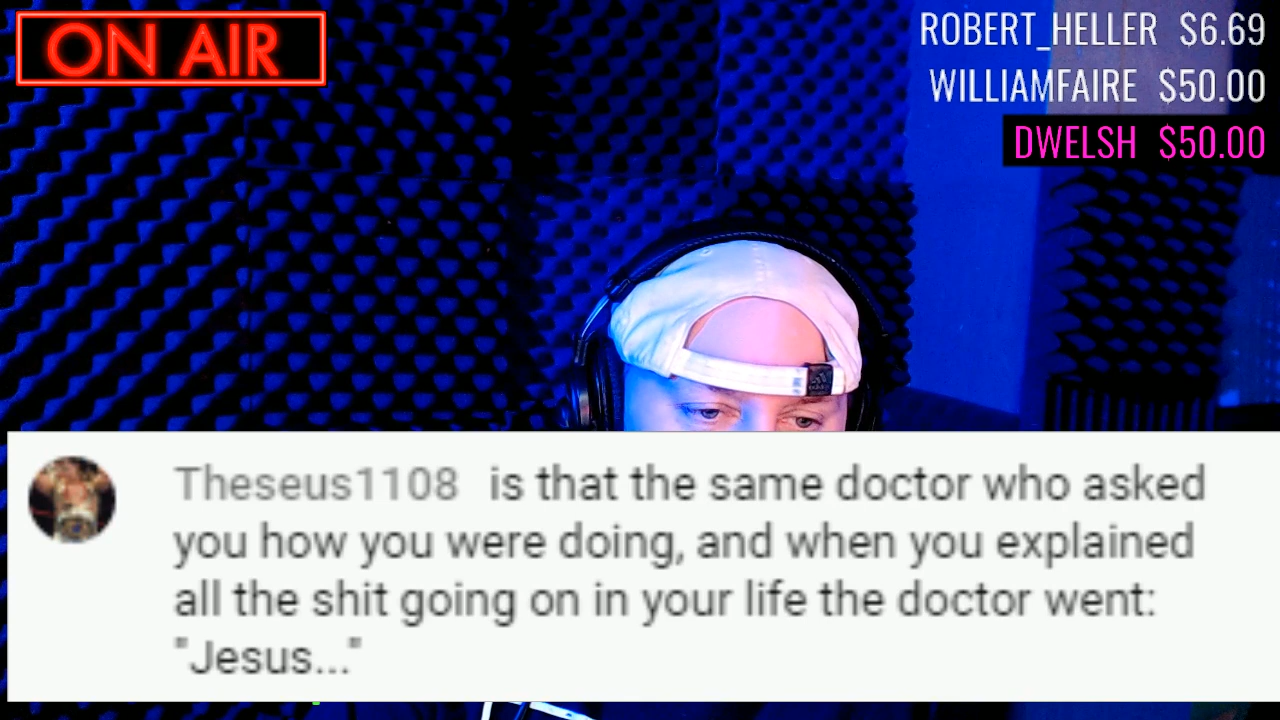 ON AIR
ROBERT_HELLER $6.69
WILLIAMFAIRE $50.00
DWELSH $50.00
Theseus1108 is that the same doctor who asked
you how you were doing, and when you explained
all the shit going on in your life the doctor went:
"Jesus..."